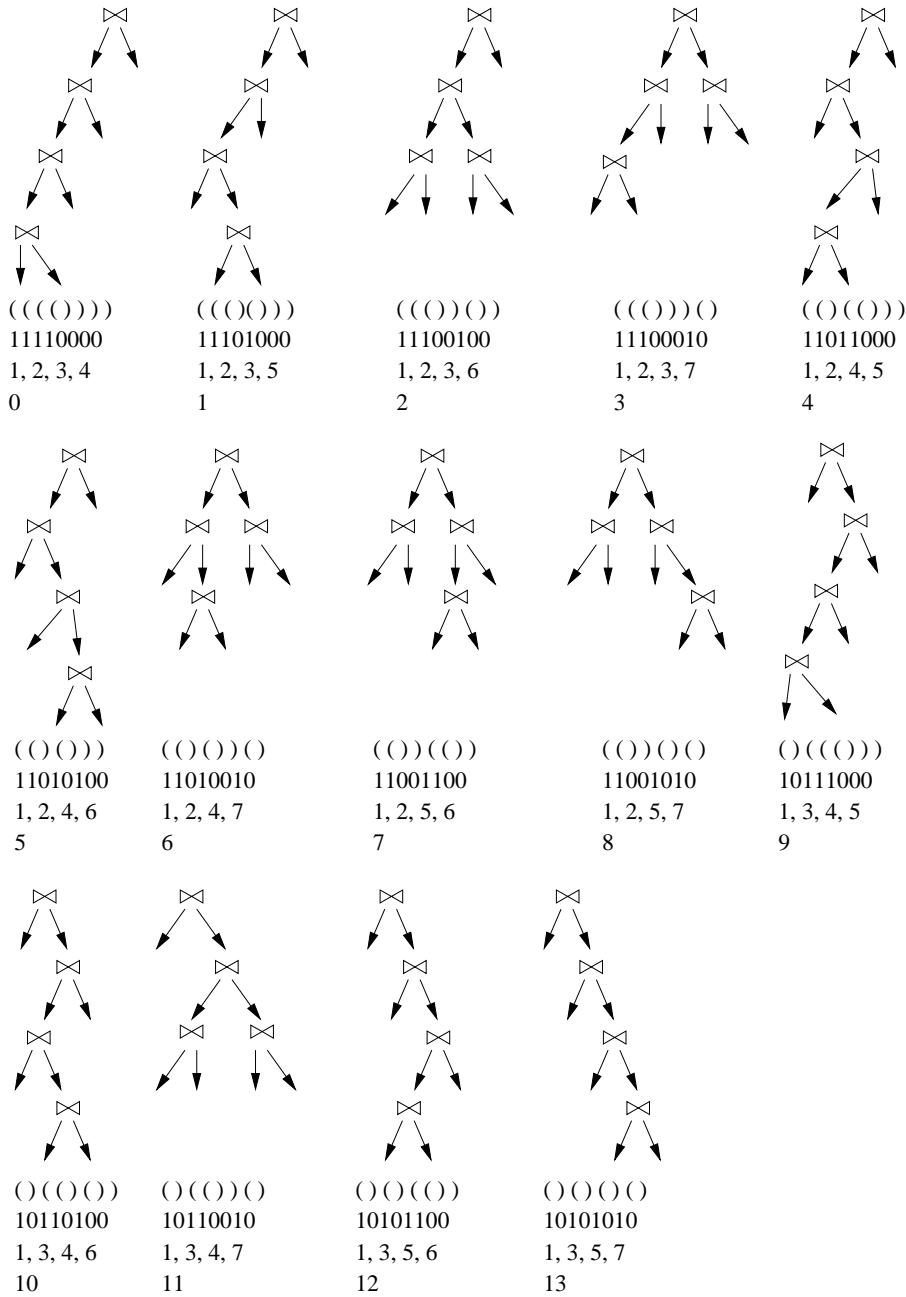 ( ( ( ( ) ) ) )
11110000
1, 2, 3, 4
0
( ( ( ) ( ) ) )
11101000
1, 2, 3, 5
1
( ( ( ) ) ( ) )
11100100
1, 2, 3, 6
2
( ( ( ) ) ) ( )
11100010
1, 2, 3, 7
3
( ( ) ( ( ) ) )
11011000
1, 2, 4, 5
4
( ( ) ( ) ) )
11010100
1, 2, 4, 6
5
( ( ) ( ) ) ( )
11010010
1, 2, 4, 7
6
( ( ) ) ( ( ) )
11001100
1, 2, 5, 6
7
( ( ) ) ( ) ( )
11001010
1, 2, 5, 7
8
( ) ( ( ( ) ) )
10111000
1, 3, 4, 5
9
( ) ( ( ) ( ) )
10110100
1, 3, 4, 6
10
( ) ( ( ) ) ( )
10110010
1, 3, 4, 7
11
( ) ( ) ( ( ) )
10101100
1, 3, 5, 6
12
( ) ( ) ( ) ( )
10101010
1, 3, 5, 7
13